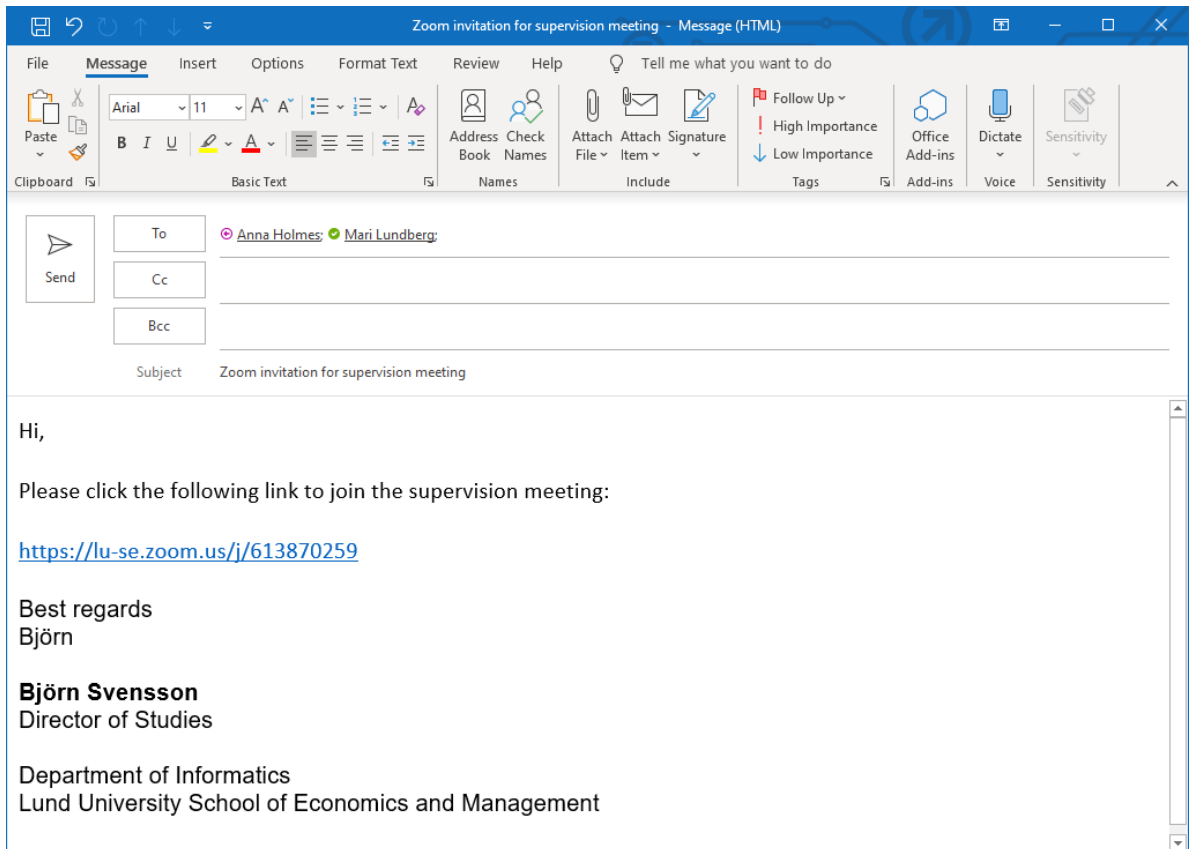 Zoom invitation for supervision meeting - Message (HTML)
File Message Insert Options Format Text Review Help Tell me what you want to do
Paste
Clipboard
Arial 11
B I U A
Basic Text
Address Book
Check Names
Names
Attach File
Attach Item
Signature
Include
Follow Up
High Importance
Low Importance
Tags
Office Add-ins
Add-ins
Dictate
Voice
Sensitivity
Sensitivity
Send
To Anna Holmes; Mari Lundberg;
Cc
Bcc
Subject Zoom invitation for supervision meeting
Hi,
Please click the following link to join the supervision meeting:
https://lu-se.zoom.us/j/613870259
Best regards
Björn
Björn Svensson
Director of Studies
Department of Informatics
Lund University School of Economics and Management